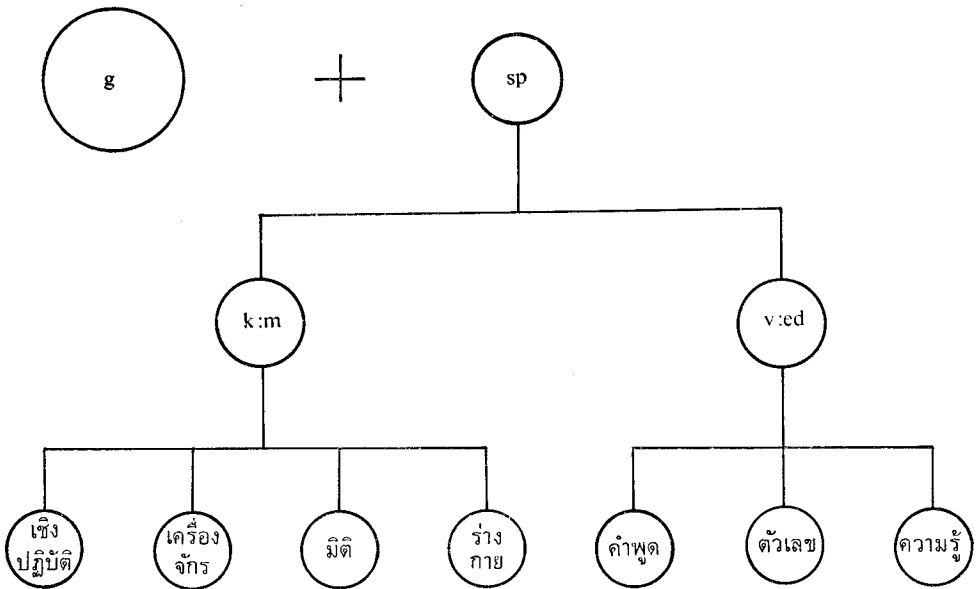 g
+
sp
k:m
v:ed
เชิง
ปฏิบัติ
เครื่อง
จักร
มิติ
ร่าง
กาย
คำพูด
ตัวเลข
ความรู้